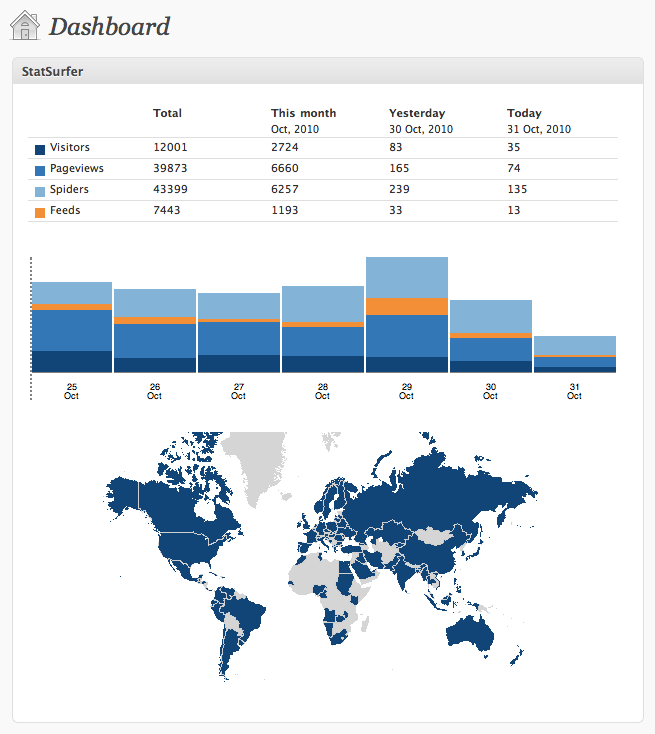 Dashboard
StatSurfer
Total This month Yesterday Today
Oct, 2010 30 Oct, 2010 31 Oct, 2010
Visitors 12001 2724 83 35
Pageviews 39873 6660 165 74
Spiders 43399 6257 239 135
Feeds 7443 1193 33 13
25 26 27 28 29 30 31
Oct Oct Oct Oct Oct Oct Oct